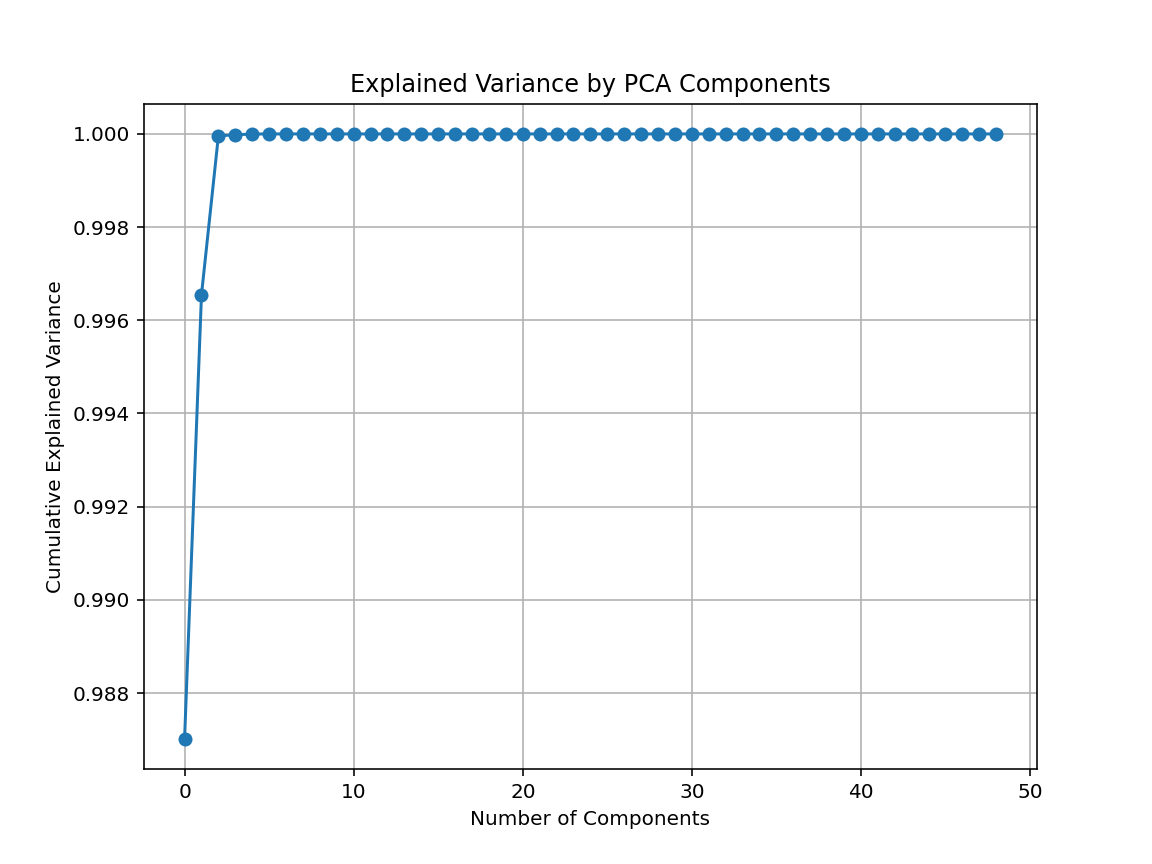 Explained Variance by PCA Components
Cumulative Explained Variance
1.000
0.998
0.996
0.994
0.992
0.990
0.988
0 10 20 30 40 50
Number of Components